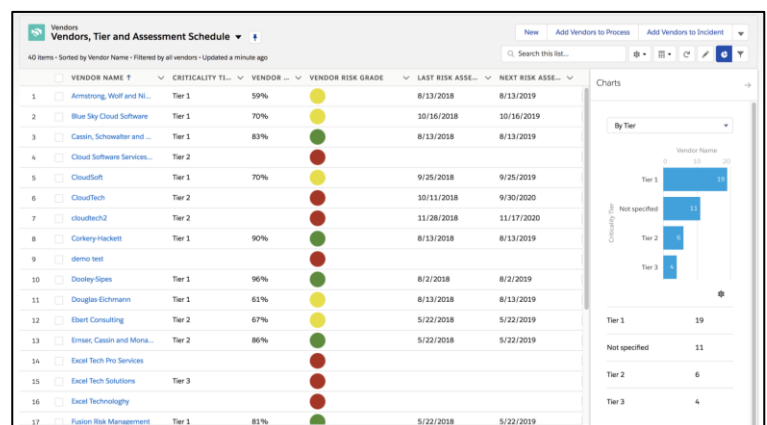 Vendors
Vendors, Tier and Assessment Schedule
New Add Vendors to Process Add Vendors to Incident
40 items • Sorted by Vendor Name • Filtered by all vendors • Updated a minute ago
Search this list...
VENDOR NAME ↑ CRITICALITY TI... VENDOR ... VENDOR RISK GRADE LAST RISK ASSE... NEXT RISK ASSE...
1 Armstrong, Wolf and Ni... Tier 1 59% 8/13/2018 8/13/2019
2 Blue Sky Cloud Software Tier 1 70% 10/16/2018 10/16/2019
3 Cassin, Schowalter and ... Tier 1 83% 8/13/2018 8/13/2019
4 Cloud Software Services... Tier 2
5 CloudSoft Tier 1 70% 9/25/2018 9/25/2019
6 CloudTech Tier 2 10/11/2018 9/30/2020
7 cloudtech2 Tier 2 11/28/2018 11/17/2020
8 Corkery-Hackett Tier 1 90% 8/13/2018 8/13/2019
9 demo test
10 Dooley-Sipes Tier 1 96% 8/2/2018 8/2/2019
11 Douglas-Eichmann Tier 1 61% 8/13/2018 8/13/2019
12 Ebert Consulting Tier 2 67% 5/22/2018 5/22/2019
13 Ernser, Cassin and Mona... Tier 2 86% 5/22/2018 5/22/2019
14 Excel Tech Pro Services
15 Excel Tech Solutions Tier 3
16 Excel Technologhy
17 Fusion Risk Management Tier 1 81% 5/22/2018 5/22/2019
Charts
By Tier
Vendor Name
0 10 20
Criticality Tier
Tier 1 19
Not specified 11
Tier 2 6
Tier 3 4
Tier 1 19
Not specified 11
Tier 2 6
Tier 3 4